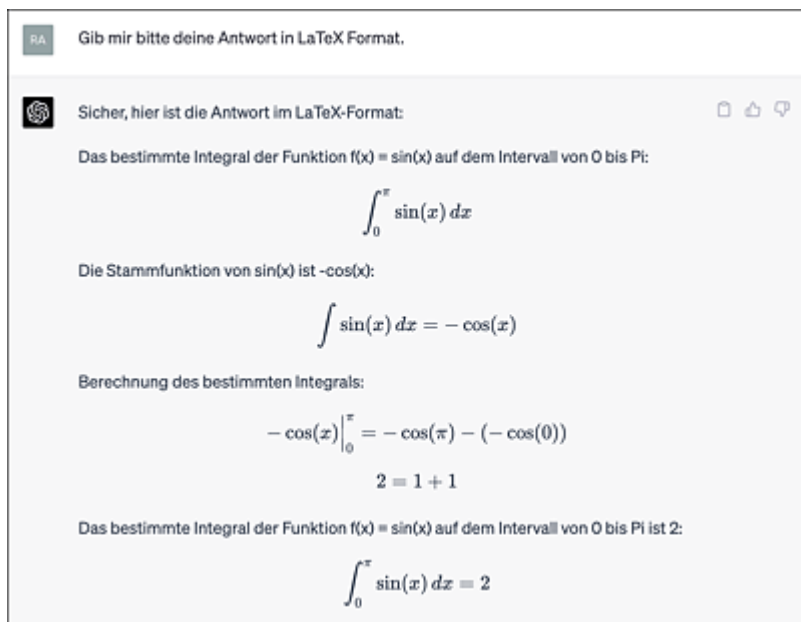 RA
Gib mir bitte deine Antwort in LaTeX Format.
Sicher, hier ist die Antwort im LaTeX-Format:
Das bestimmte Integral der Funktion f(x) = sin(x) auf dem Intervall von 0 bis Pi:
∫₀^π sin(x) dx
Die Stammfunktion von sin(x) ist -cos(x):
∫ sin(x) dx = − cos(x)
Berechnung des bestimmten Integrals:
− cos(x)|₀^π = − cos(π) − (− cos(0))
2 = 1 + 1
Das bestimmte Integral der Funktion f(x) = sin(x) auf dem Intervall von 0 bis Pi ist 2:
∫₀^π sin(x) dx = 2